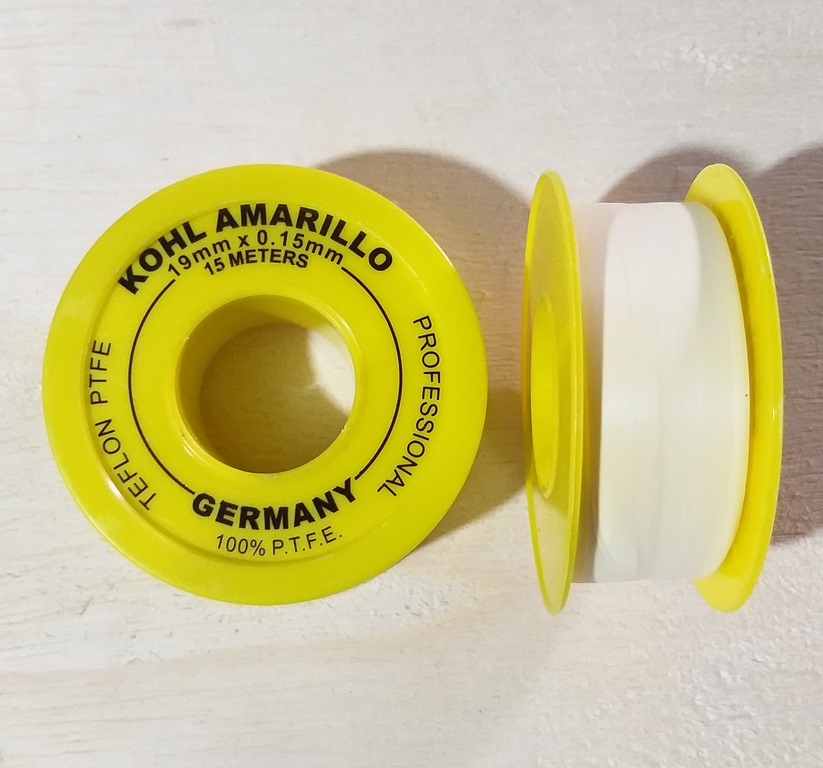 KOHL AMARILLO
19mm x 0.15mm
15 METERS
TEFLON PTFE
PROFESSIONAL
GERMANY
100% P.T.F.E.